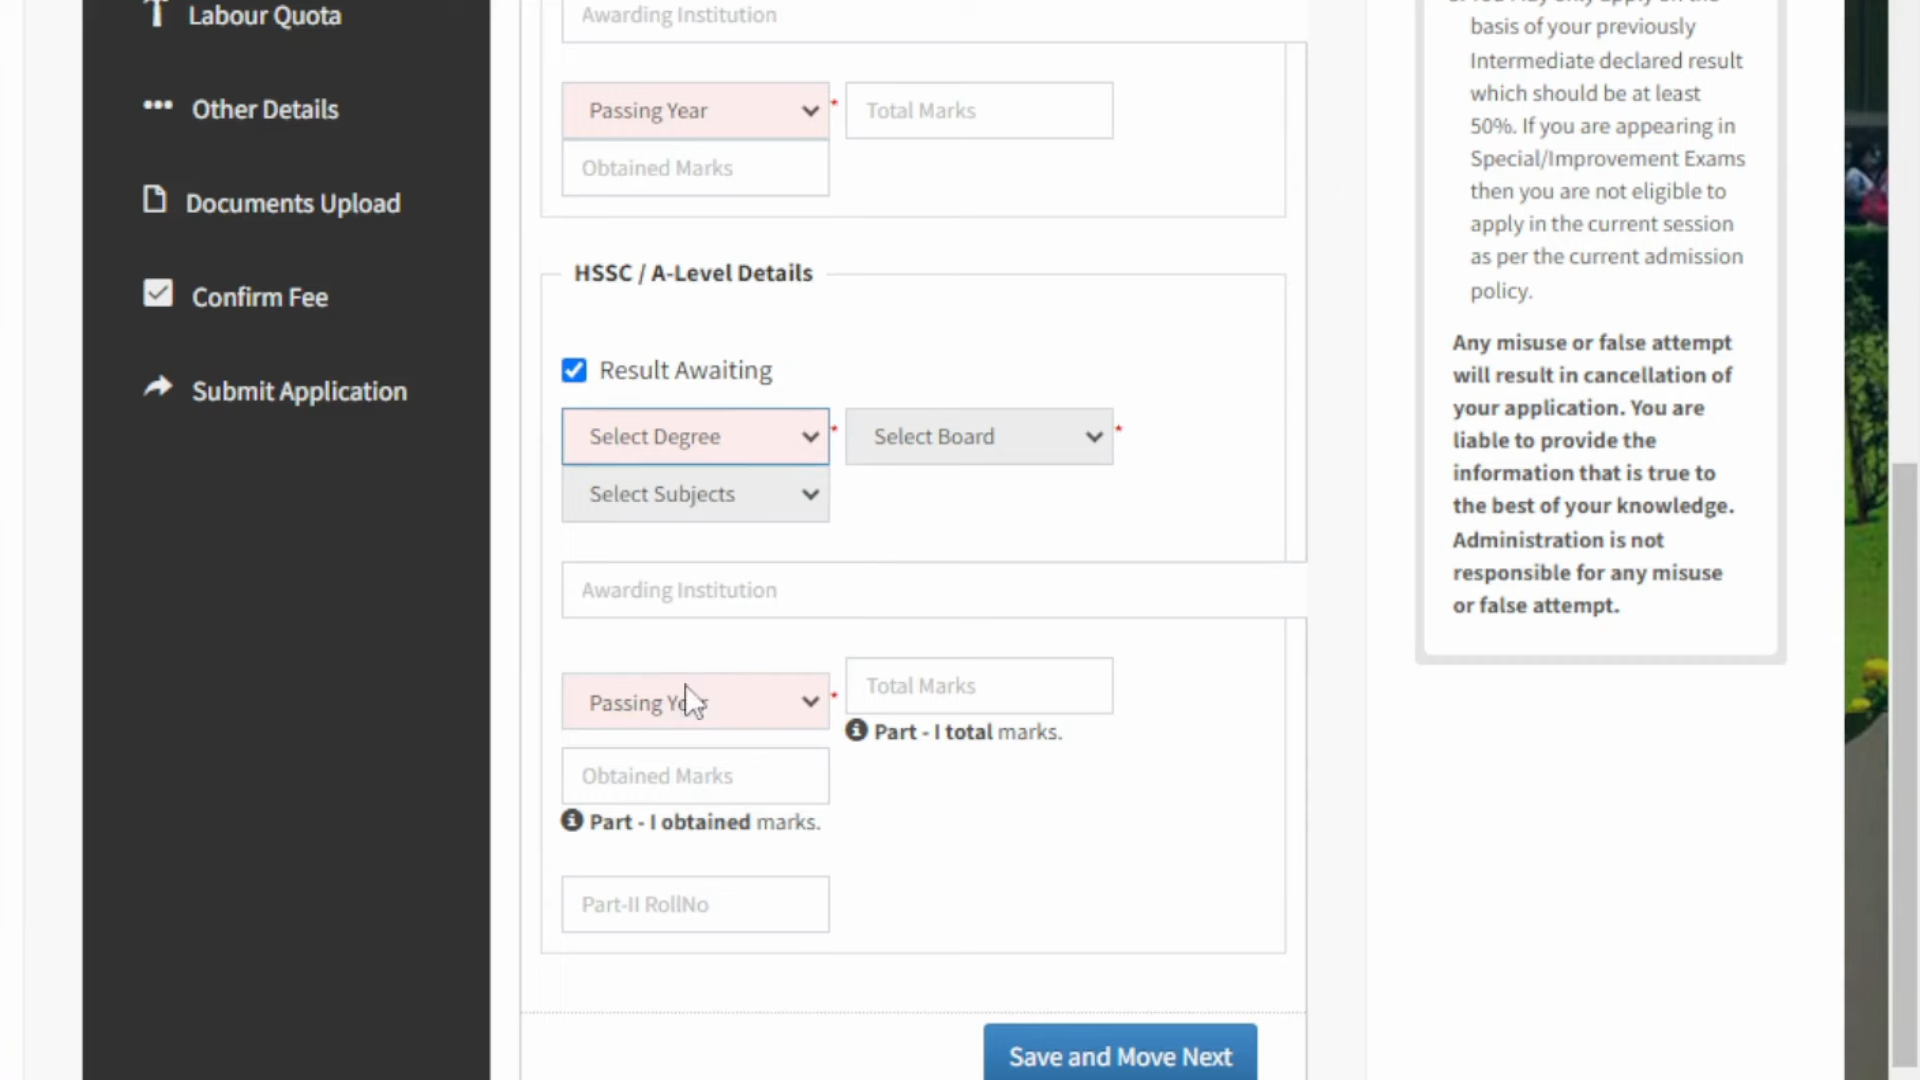 Labour Quota
Other Details
Documents Upload
Confirm Fee
Submit Application
Awarding Institution
Passing Year *
Total Marks
Obtained Marks
HSSC / A-Level Details
Result Awaiting
Select Degree *
Select Board *
Select Subjects
Awarding Institution
Passing Year *
Total Marks
Part - I total marks.
Obtained Marks
Part - I obtained marks.
Part-II RollNo
Save and Move Next
basis of your previously
Intermediate declared result
which should be at least
50%. If you are appearing in
Special/Improvement Exams
then you are not eligible to
apply in the current session
as per the current admission
policy.
Any misuse or false attempt
will result in cancellation of
your application. You are
liable to provide the
information that is true to
the best of your knowledge.
Administration is not
responsible for any misuse
or false attempt.